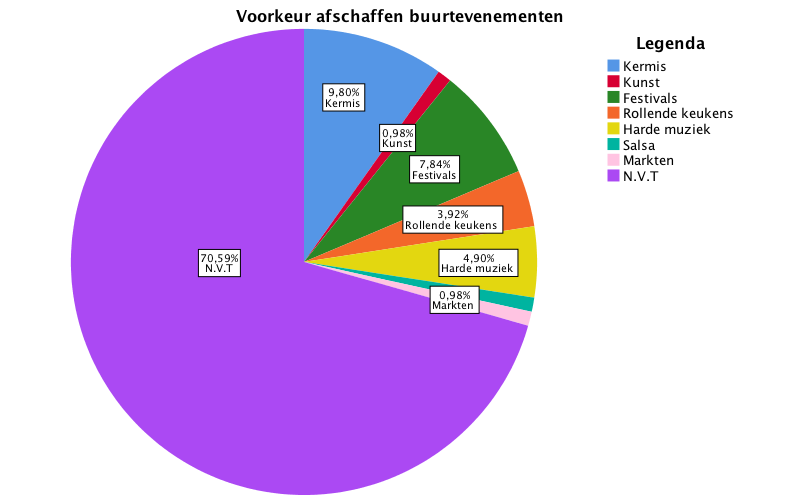 Voorkeur afschaffen buurtevenementen
Legenda
Kermis
Kunst
Festivals
Rollende keukens
Harde muziek
Salsa
Markten
N.V.T
9,80%
Kermis
0,98%
Kunst
7,84%
Festivals
3,92%
Rollende keukens
4,90%
Harde muziek
0,98%
Markten
70,59%
N.V.T